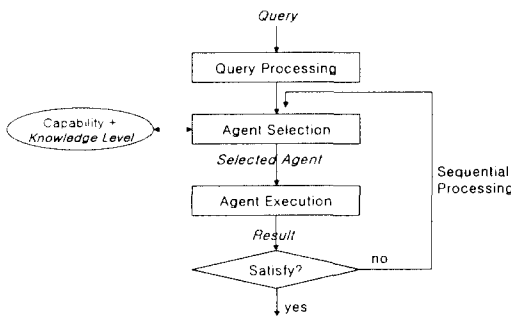 Query
Query Processing
Capability +
Knowledge Level
Agent Selection
Selected Agent
Sequential
Processing
Agent Execution
Result
Satisfy?
no
yes